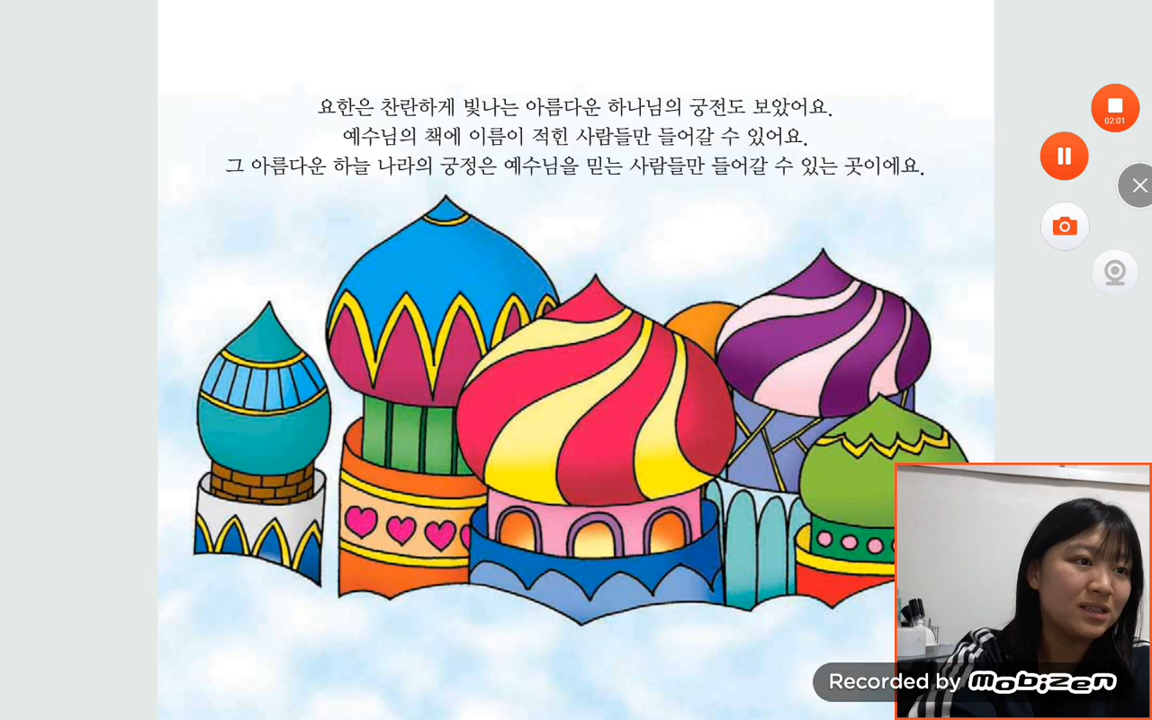 요한은 찬란하게 빛나는 아름다운 하나님의 궁전도 보았어요.
예수님의 책에 이름이 적힌 사람들만 들어갈 수 있어요.
그 아름다운 하늘 나라의 궁정은 예수님을 믿는 사람들만 들어갈 수 있는 곳이에요.
02:01
Recorded by mobizen